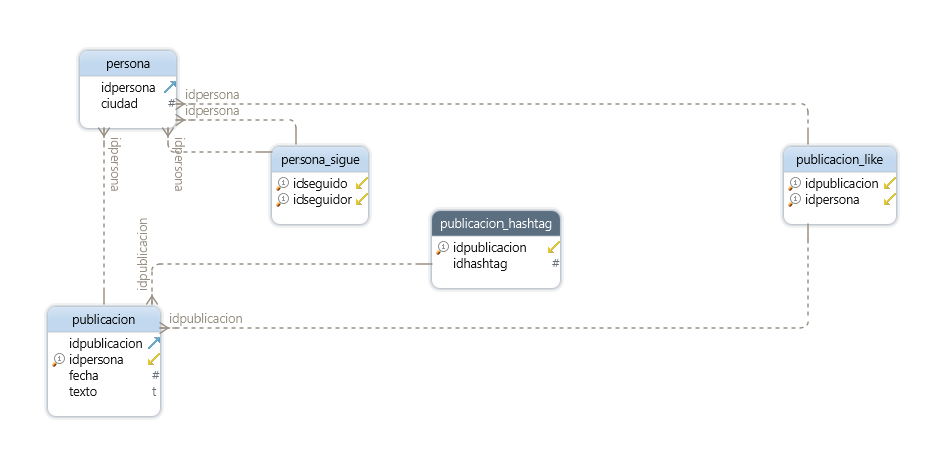 persona
idpersona
ciudad #
idpersona
idpersona
idpersona
idpersona
persona_sigue
idseguido
idseguidor
publicacion_like
idpublicacion
idpersona
publicacion_hashtag
idpublicacion
idhashtag #
idpublicacion
idpublicacion
publicacion
idpublicacion
idpersona
fecha #
texto t